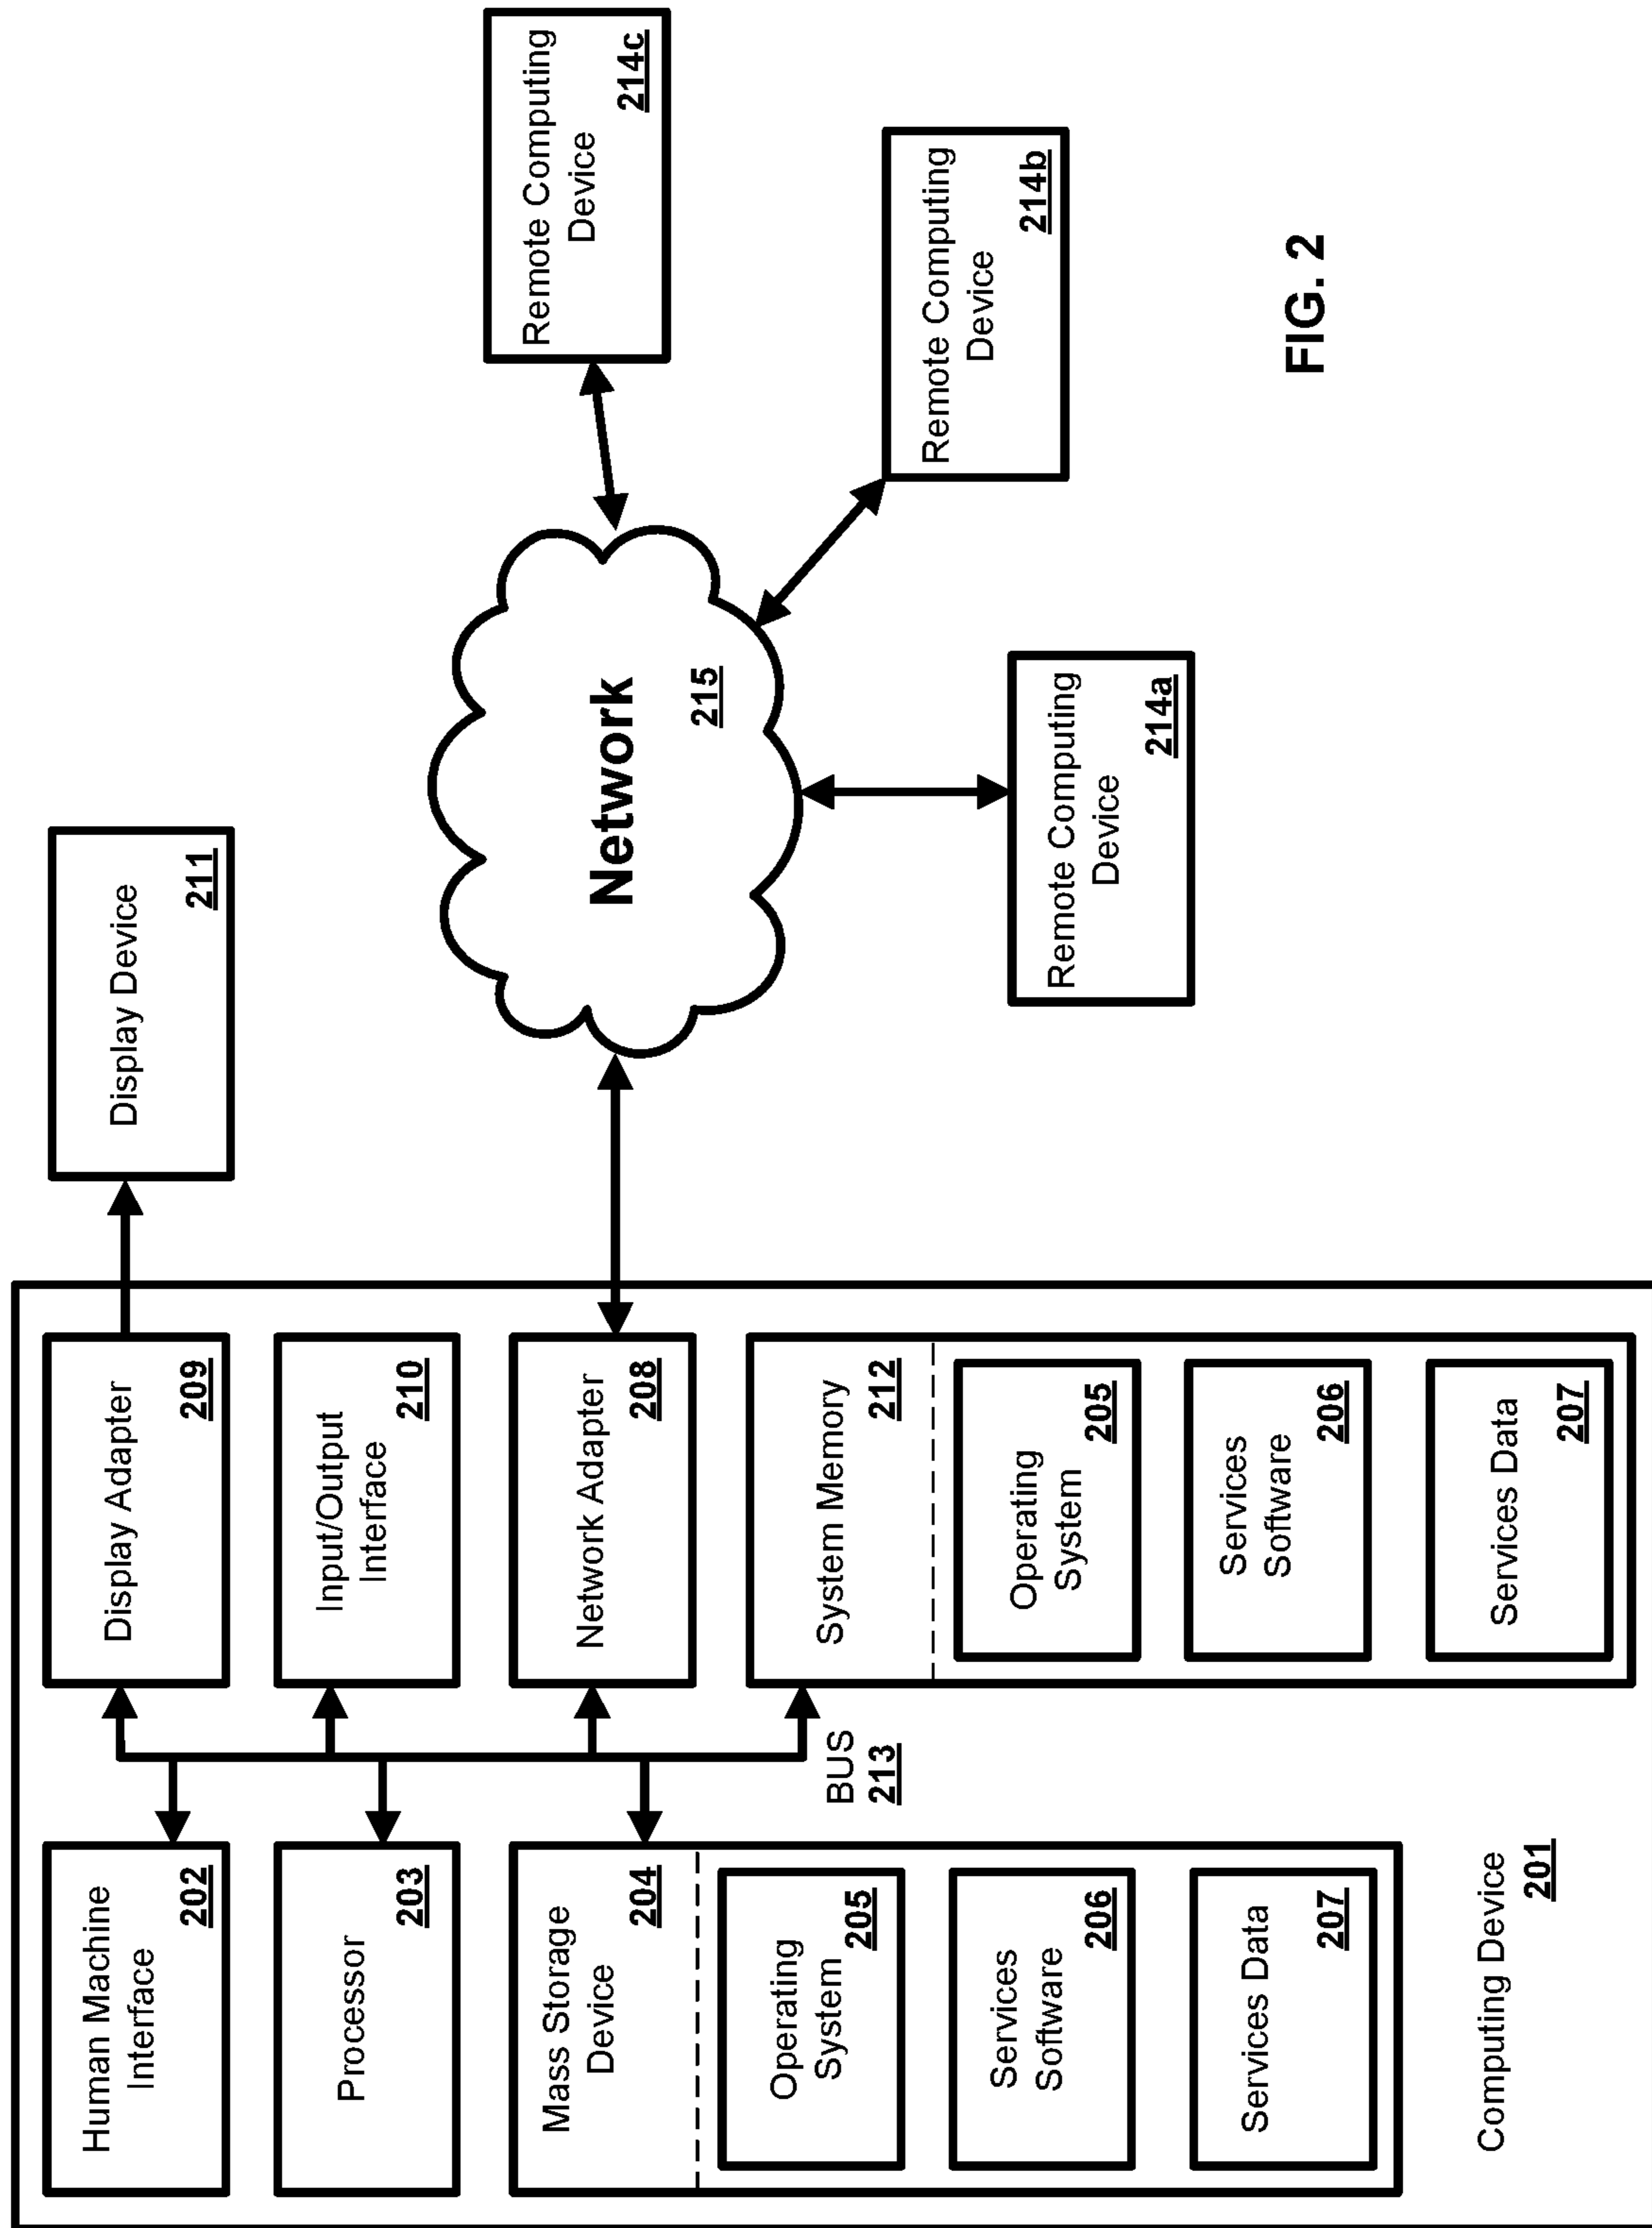 Human Machine
Interface
202
Processor
203
Mass Storage
Device
204
Operating
System
205
Services
Software
206
Services Data
207
Computing Device
201
BUS
213
Display Adapter
209
Input/Output
Interface
210
Network Adapter
208
System Memory
212
Operating
System
205
Services
Software
206
Services Data
207
Display Device
211
Network
215
Remote Computing
Device
214a
Remote Computing
Device
214b
Remote Computing
Device
214c
FIG. 2